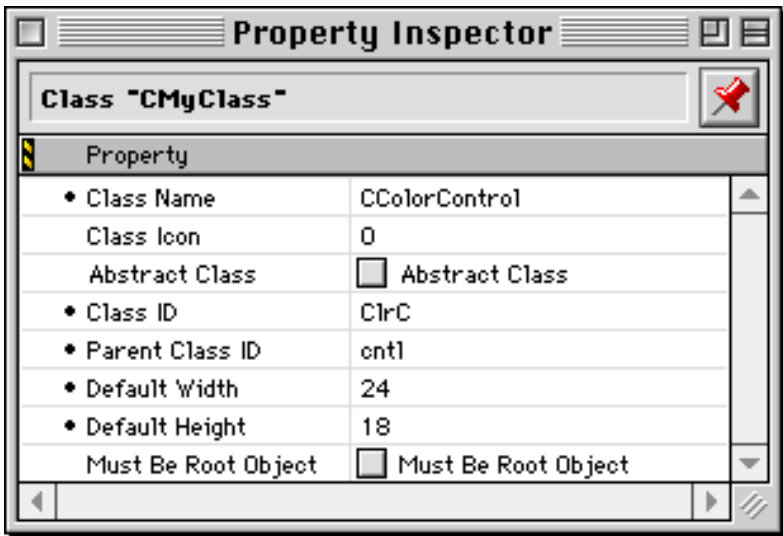 Property Inspector
Class "CMyClass"
Property
• Class Name CColorControl
Class Icon 0
Abstract Class Abstract Class
• Class ID ClrC
• Parent Class ID cntl
• Default Width 24
• Default Height 18
Must Be Root Object Must Be Root Object